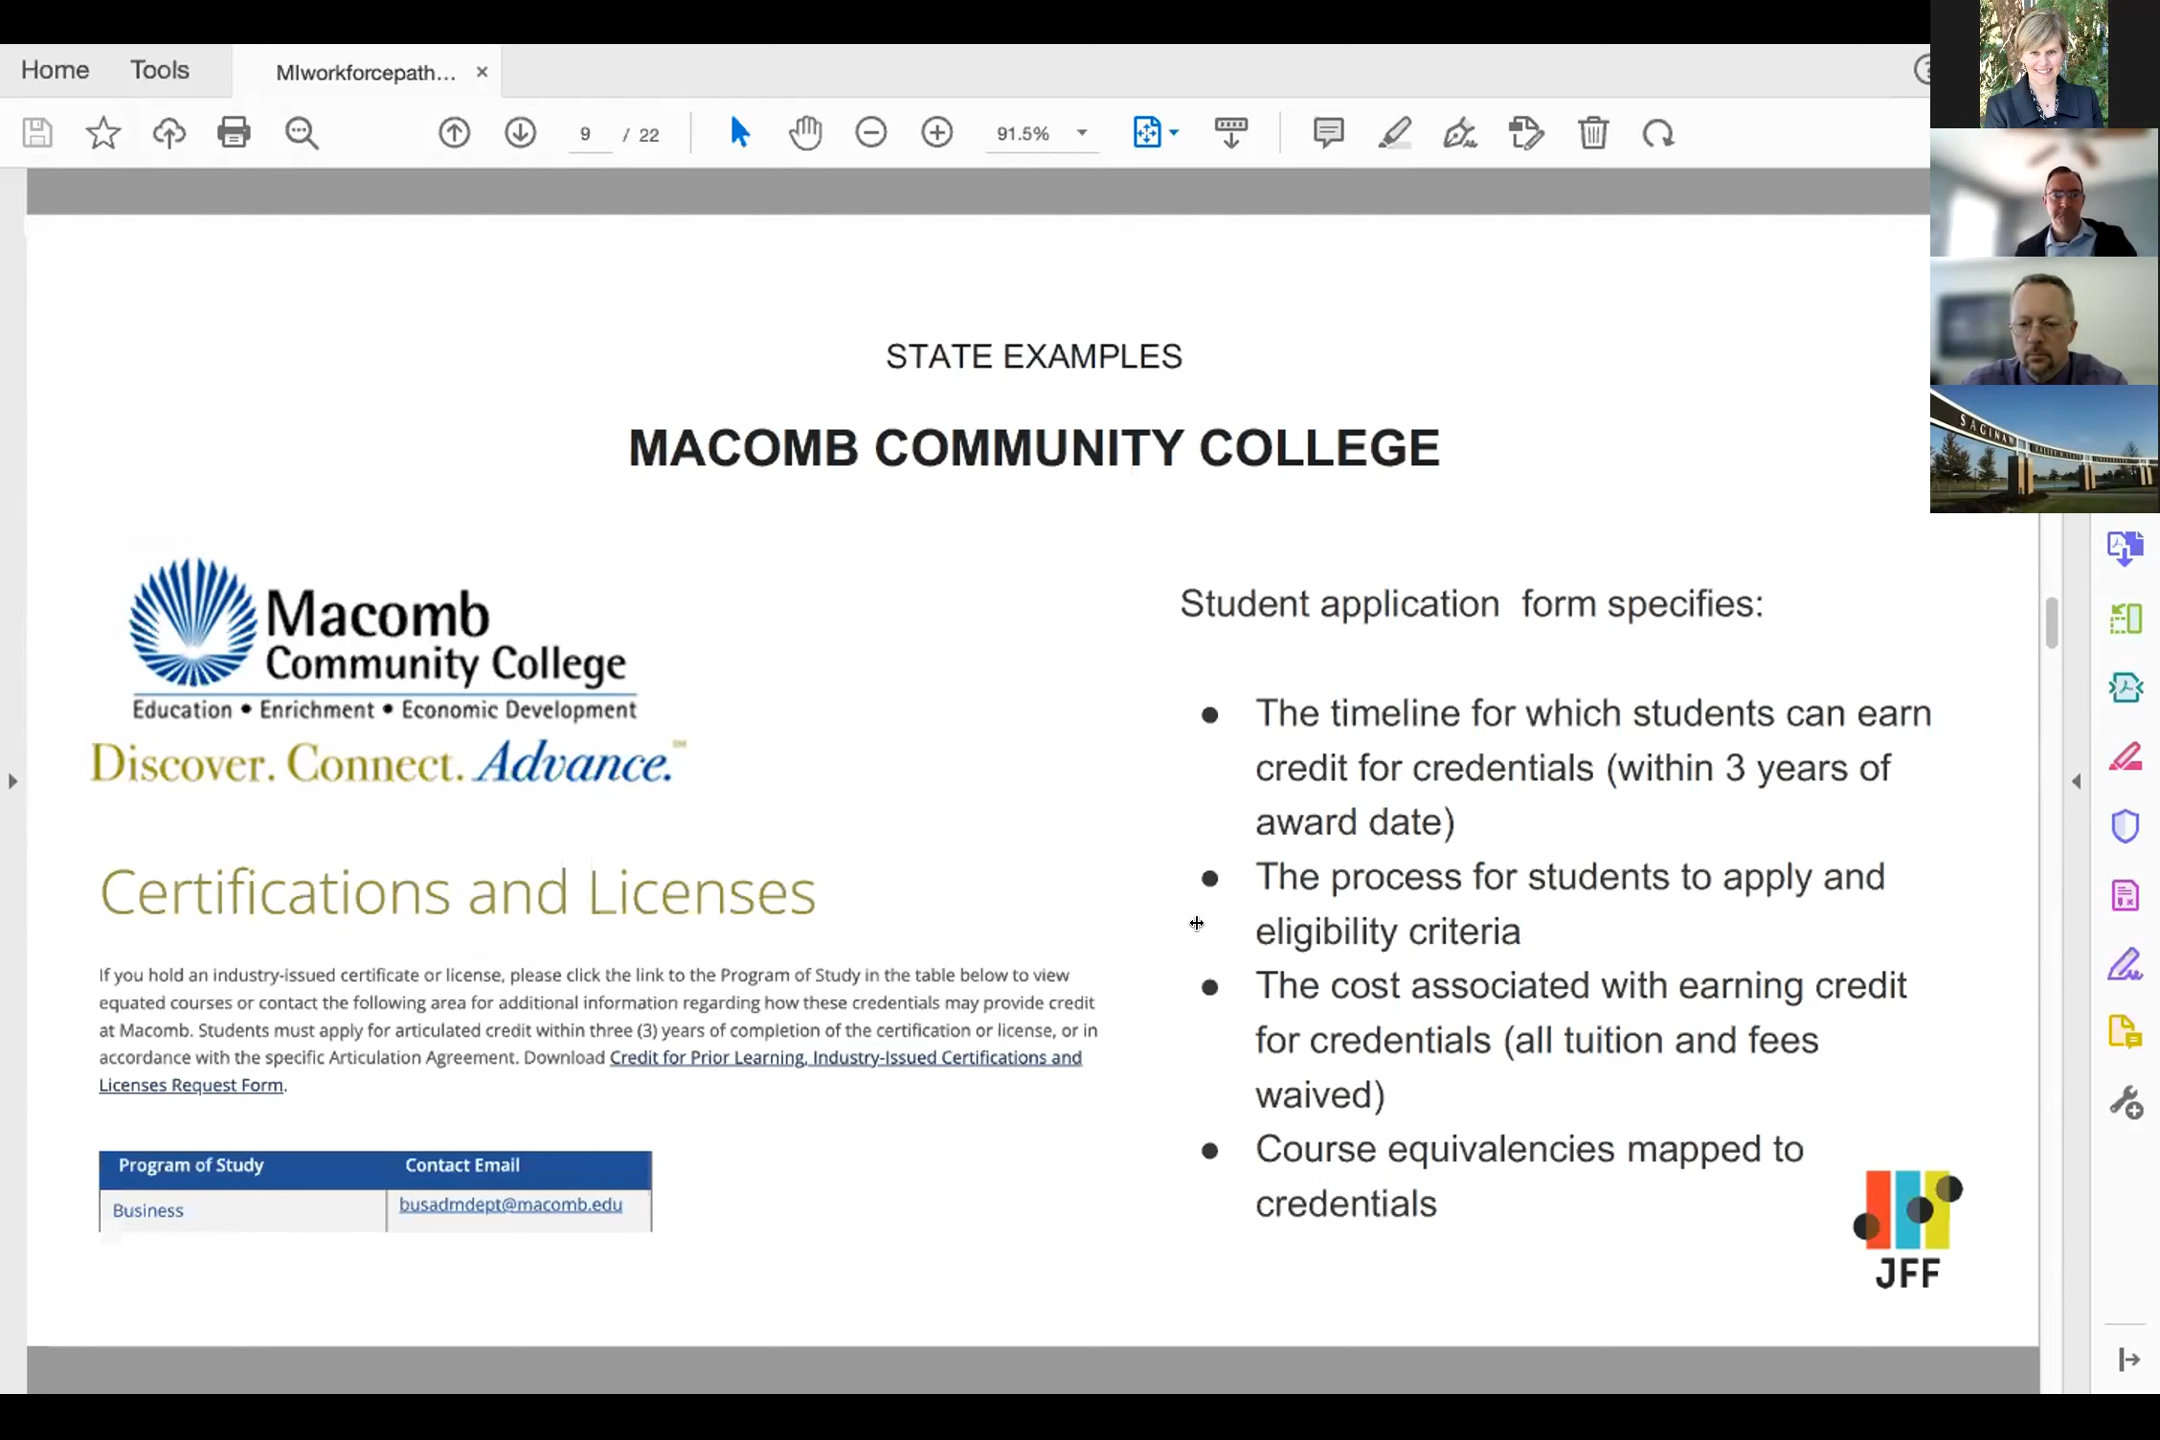 Home Tools MIworkforcepath... ×
9 / 22 91.5%
STATE EXAMPLES
MACOMB COMMUNITY COLLEGE
Macomb
Community College
Education • Enrichment • Economic Development
Discover. Connect. Advance.℠
Certifications and Licenses
If you hold an industry-issued certificate or license, please click the link to the Program of Study in the table below to view
equated courses or contact the following area for additional information regarding how these credentials may provide credit
at Macomb. Students must apply for articulated credit within three (3) years of completion of the certification or license, or in
accordance with the specific Articulation Agreement. Download Credit for Prior Learning, Industry-Issued Certifications and
Licenses Request Form.
Program of Study Contact Email
Business busadmdept@macomb.edu
Student application form specifies:
● The timeline for which students can earn
credit for credentials (within 3 years of
award date)
● The process for students to apply and
eligibility criteria
● The cost associated with earning credit
for credentials (all tuition and fees
waived)
● Course equivalencies mapped to
credentials
JFF
SAGINAW